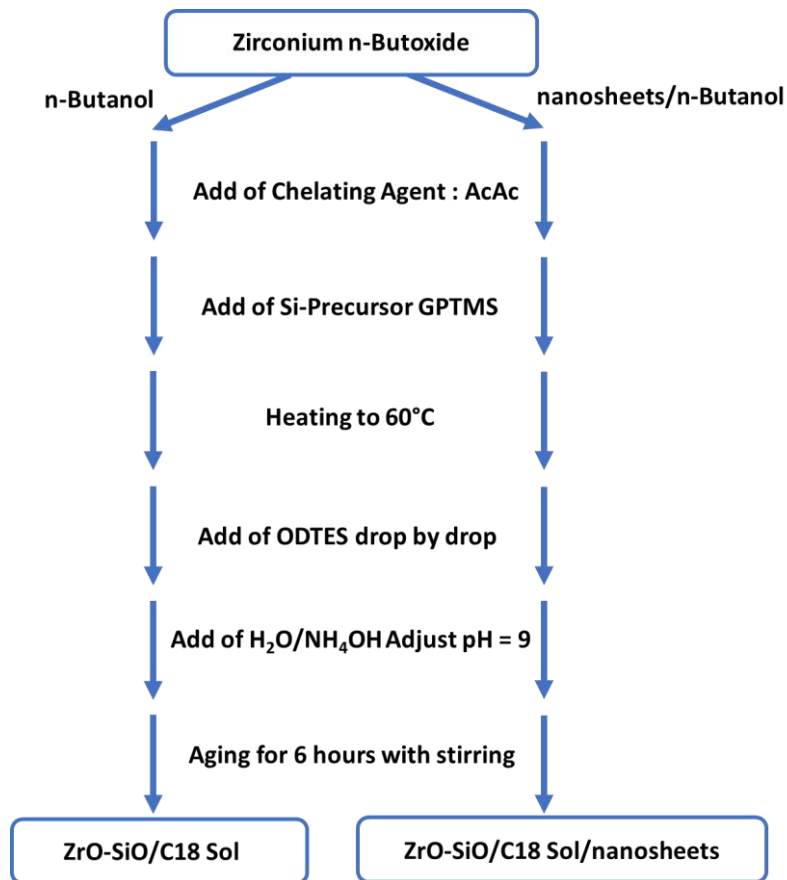 Zirconium n-Butoxide
n-Butanol
nanosheets/n-Butanol
Add of Chelating Agent : AcAc
Add of Si-Precursor GPTMS
Heating to 60°C
Add of ODTES drop by drop
Add of H₂O/NH₄OH Adjust pH = 9
Aging for 6 hours with stirring
ZrO-SiO/C18 Sol
ZrO-SiO/C18 Sol/nanosheets